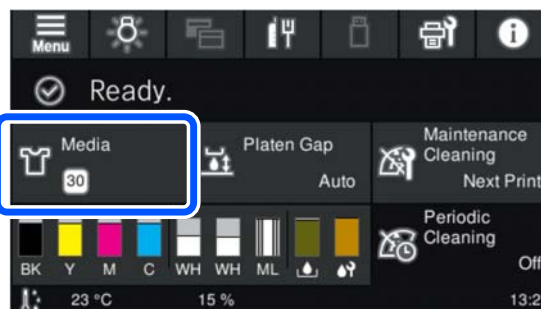 Menu
Ready.
Media
30
Platen Gap
Auto
Maintenance
Cleaning
Next Print
BK Y M C WH WH ML
Periodic
Cleaning
Off
23 °C 15 % 13:2